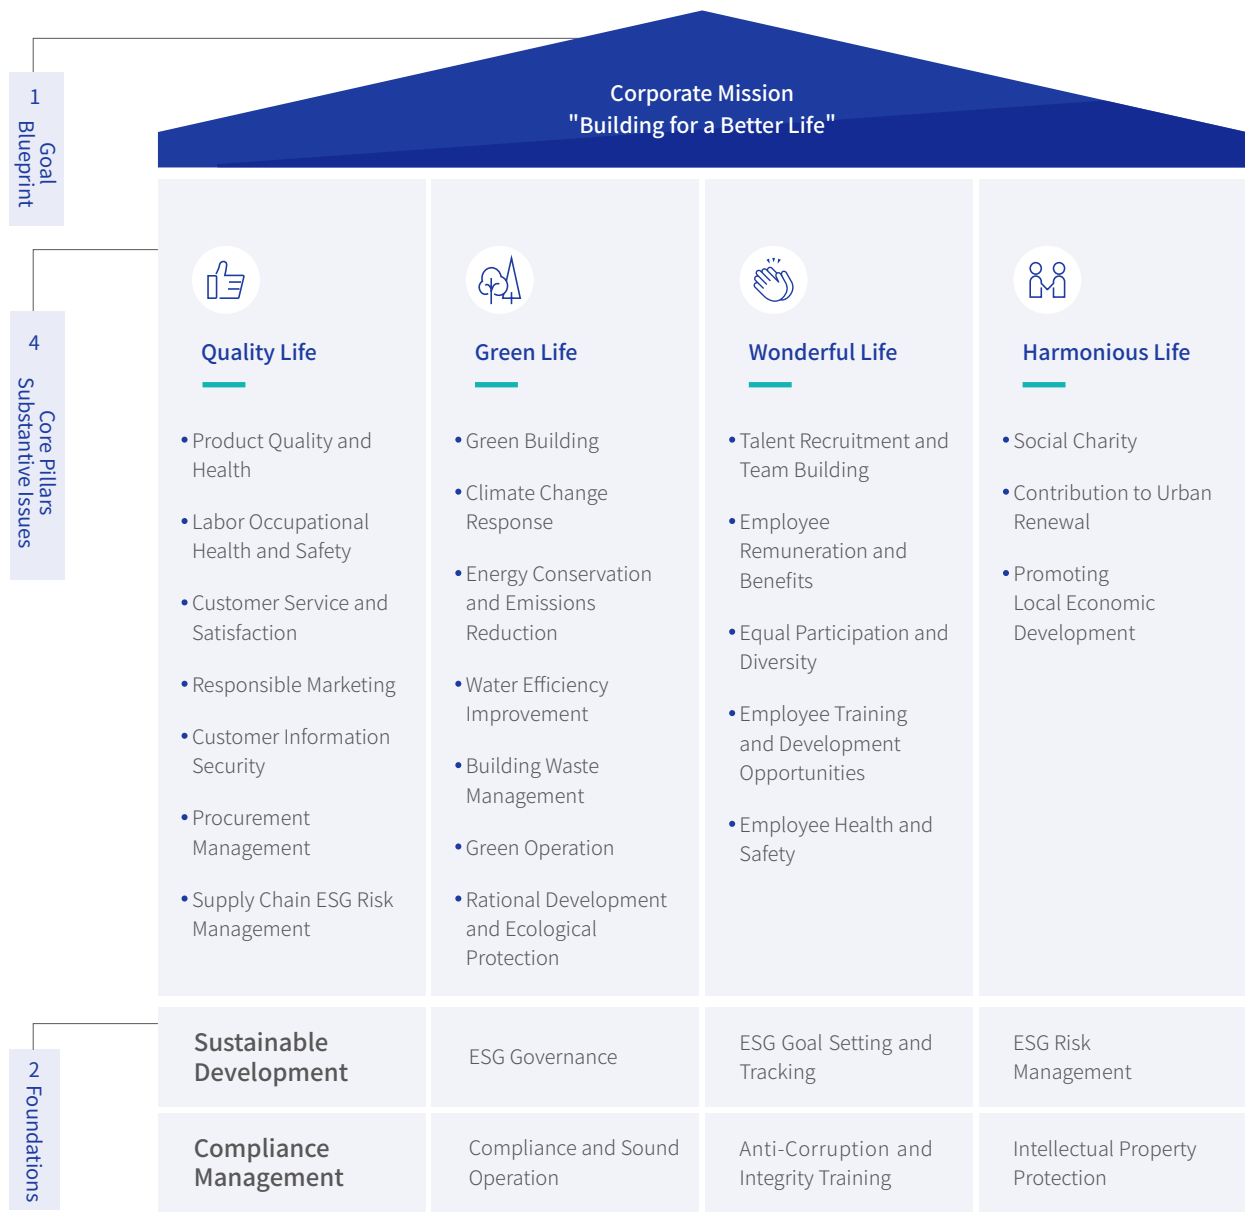 Corporate Mission
"Building for a Better Life"
1
Goal
Blueprint
4
Core Pillars
Substantive Issues
Quality Life
• Product Quality and
Health
• Labor Occupational
Health and Safety
• Customer Service and
Satisfaction
• Responsible Marketing
• Customer Information
Security
• Procurement
Management
• Supply Chain ESG Risk
Management
Green Life
• Green Building
• Climate Change
Response
• Energy Conservation
and Emissions
Reduction
• Water Efficiency
Improvement
• Building Waste
Management
• Green Operation
• Rational Development
and Ecological
Protection
Wonderful Life
• Talent Recruitment and
Team Building
• Employee
Remuneration and
Benefits
• Equal Participation and
Diversity
• Employee Training
and Development
Opportunities
• Employee Health and
Safety
Harmonious Life
• Social Charity
• Contribution to Urban
Renewal
• Promoting
Local Economic
Development
2
Foundations
Sustainable
Development
ESG Governance
ESG Goal Setting and
Tracking
ESG Risk
Management
Compliance
Management
Compliance and Sound
Operation
Anti-Corruption and
Integrity Training
Intellectual Property
Protection